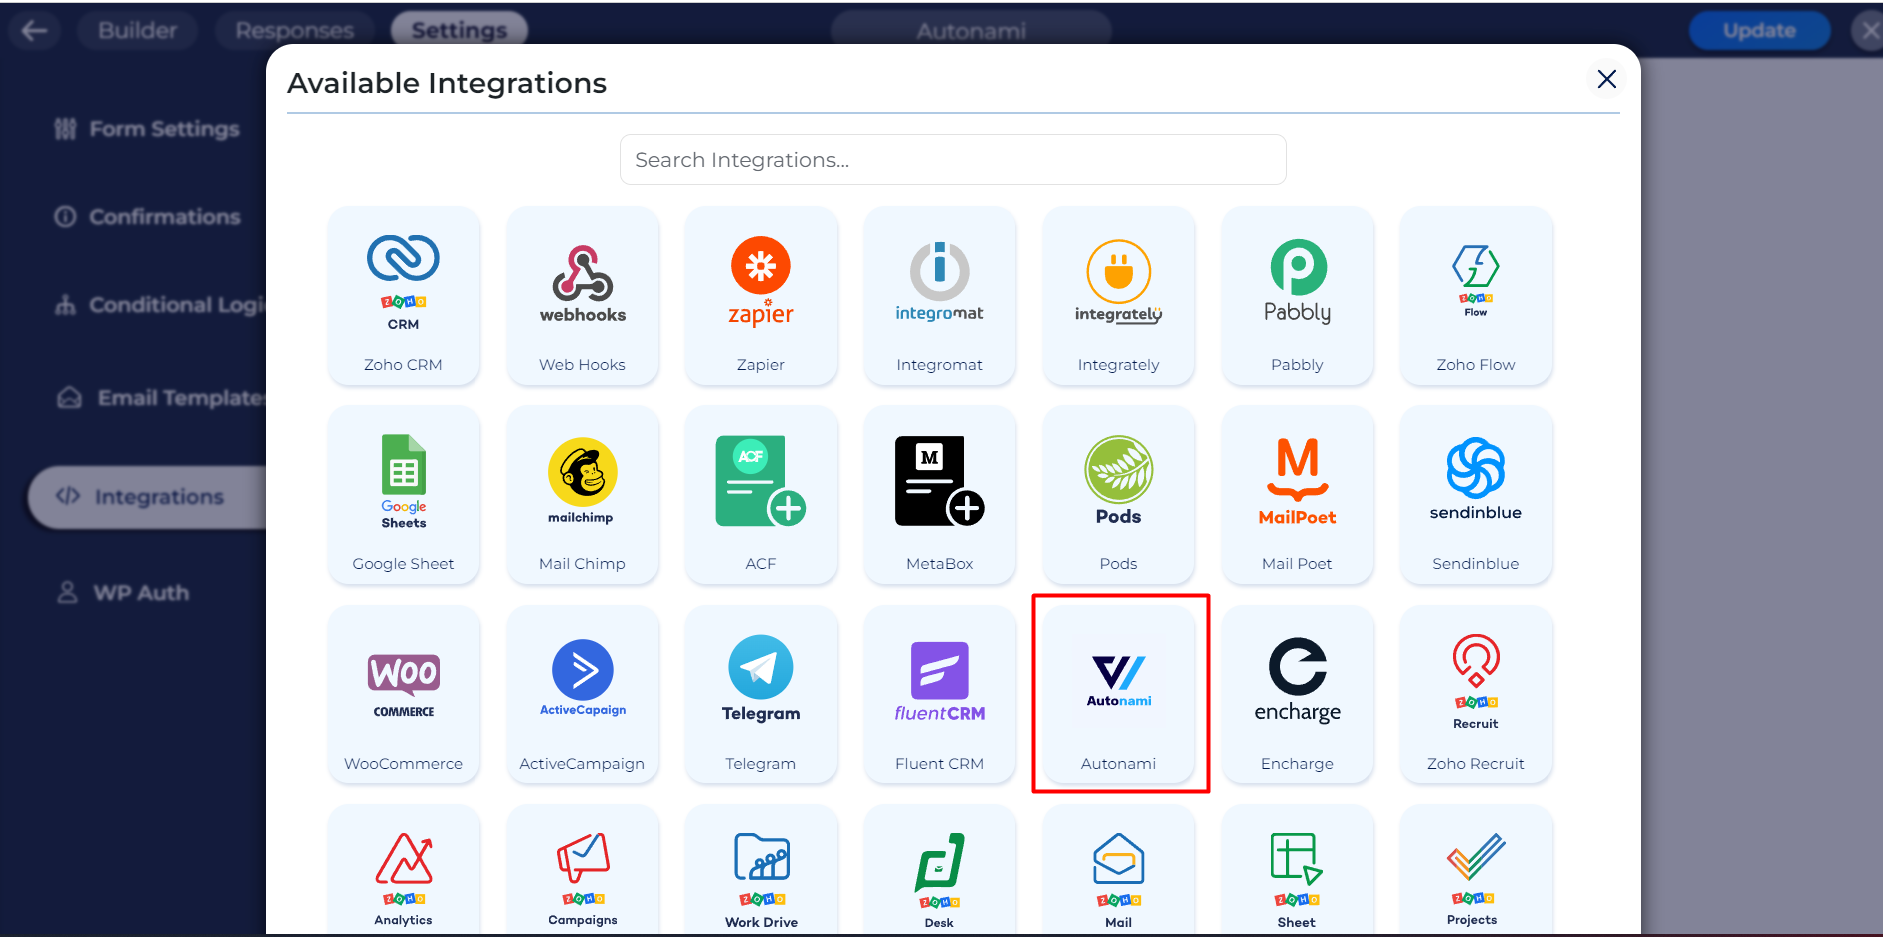 Builder
Responses
Settings
Autonami
Update
Available Integrations
Search Integrations...
Form Settings
Confirmations
Conditional Logi
Email Templates
Integrations
WP Auth
ZOHO
CRM
Zoho CRM
webhooks
Web Hooks
zapier
Zapier
integromat
Integromat
integrately
Integrately
Pabbly
Pabbly
ZOHO
Flow
Zoho Flow
Google
Sheets
Google Sheet
mailchimp
Mail Chimp
ACF
ACF
M
MetaBox
Pods
Pods
MailPoet
Mail Poet
sendinblue
Sendinblue
WOO
COMMERCE
WooCommerce
ActiveCapaign
ActiveCampaign
Telegram
Telegram
fluentCRM
Fluent CRM
Autonami
Autonami
encharge
Encharge
ZOHO
Recruit
Zoho Recruit
ZOHO
Analytics
ZOHO
Campaigns
ZOHO
Work Drive
ZOHO
Desk
ZOHO
Mail
ZOHO
Sheet
ZOHO
Projects